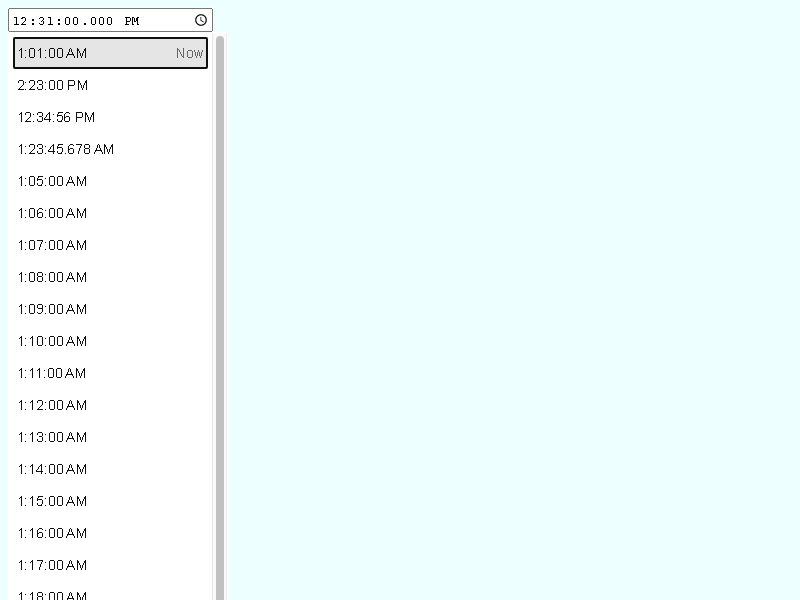 12:31:00.000 PM
1:01:00 AM Now
2:23:00 PM
12:34:56 PM
1:23:45.678 AM
1:05:00 AM
1:06:00 AM
1:07:00 AM
1:08:00 AM
1:09:00 AM
1:10:00 AM
1:11:00 AM
1:12:00 AM
1:13:00 AM
1:14:00 AM
1:15:00 AM
1:16:00 AM
1:17:00 AM
1:18:00 AM